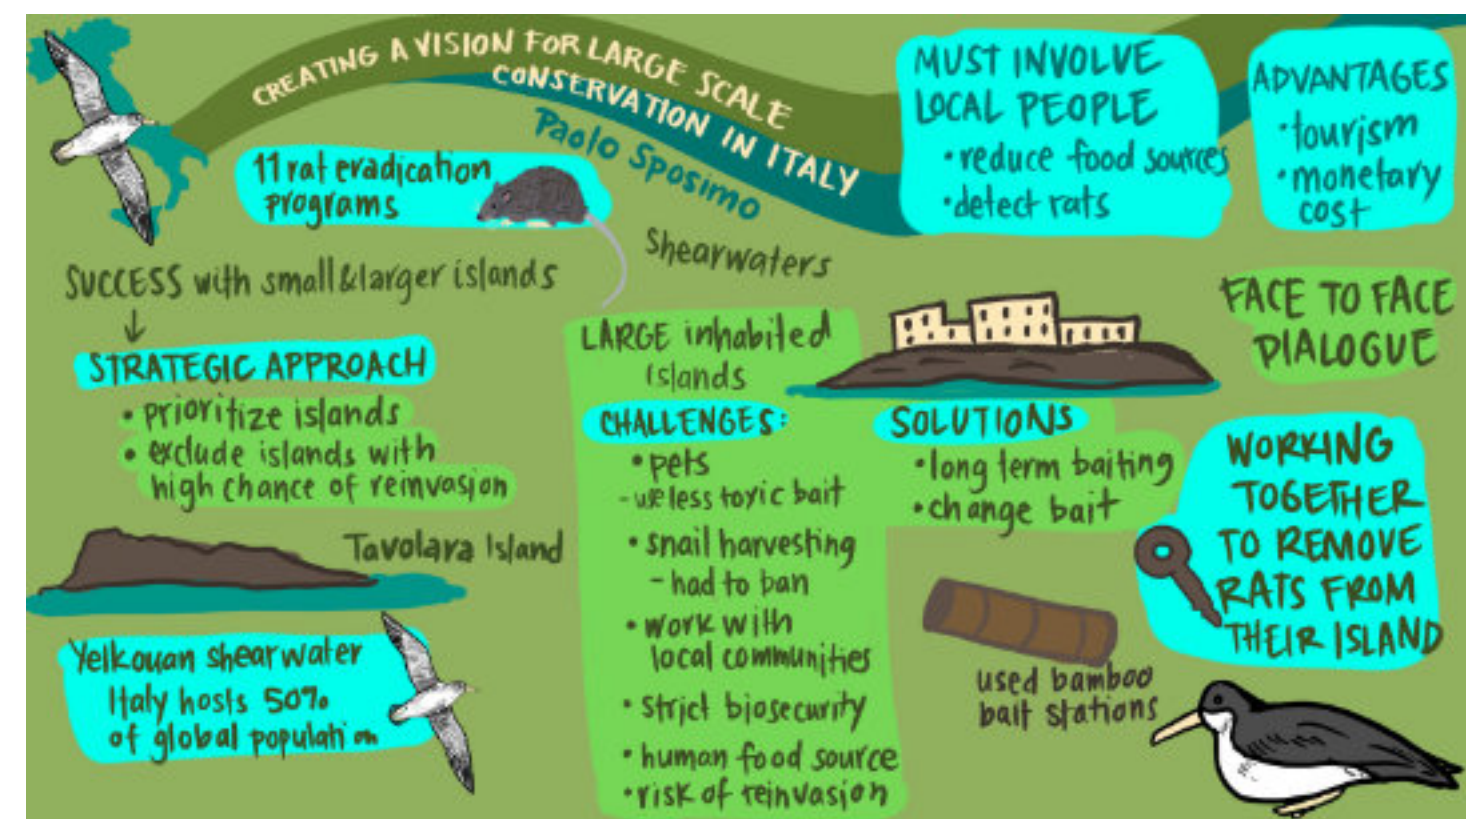 CREATING A VISION FOR LARGE SCALE
CONSERVATION IN ITALY
Paolo Sposimo
11 rat eradication
programs
Shearwaters
SUCCESS with small & larger islands
STRATEGIC APPROACH
• prioritize islands
• exclude islands with
high chance of reinvasion
Tavolara Island
Yelkouan shearwater
Italy hosts 50%
of global population
LARGE inhabited
islands
CHALLENGES:
• pets
- use less toxic bait
• snail harvesting
- had to ban
• work with
local communities
• strict biosecurity
• human food source
• risk of reinvasion
SOLUTIONS
• long term baiting
• change bait
used bamboo
bait stations
MUST INVOLVE
LOCAL PEOPLE
• reduce food sources
• detect rats
ADVANTAGES
• tourism
• monetary
cost
FACE TO FACE
DIALOGUE
WORKING
TOGETHER
TO REMOVE
RATS FROM
THEIR ISLAND